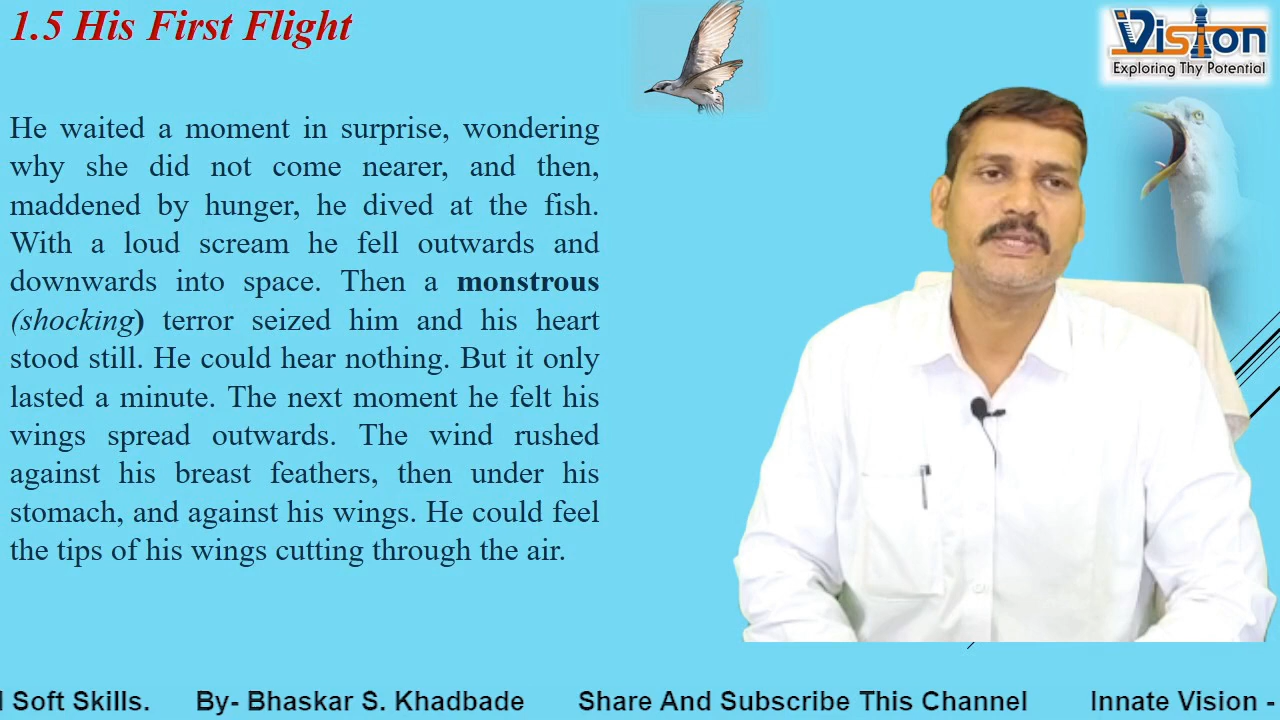 1.5 His First Flight
Vision
Exploring Thy Potential
He waited a moment in surprise, wondering
why she did not come nearer, and then,
maddened by hunger, he dived at the fish.
With a loud scream he fell outwards and
downwards into space. Then a monstrous
(shocking) terror seized him and his heart
stood still. He could hear nothing. But it only
lasted a minute. The next moment he felt his
wings spread outwards. The wind rushed
against his breast feathers, then under his
stomach, and against his wings. He could feel
the tips of his wings cutting through the air.
Soft Skills. By- Bhaskar S. Khadbade Share And Subscribe This Channel Innate Vision -